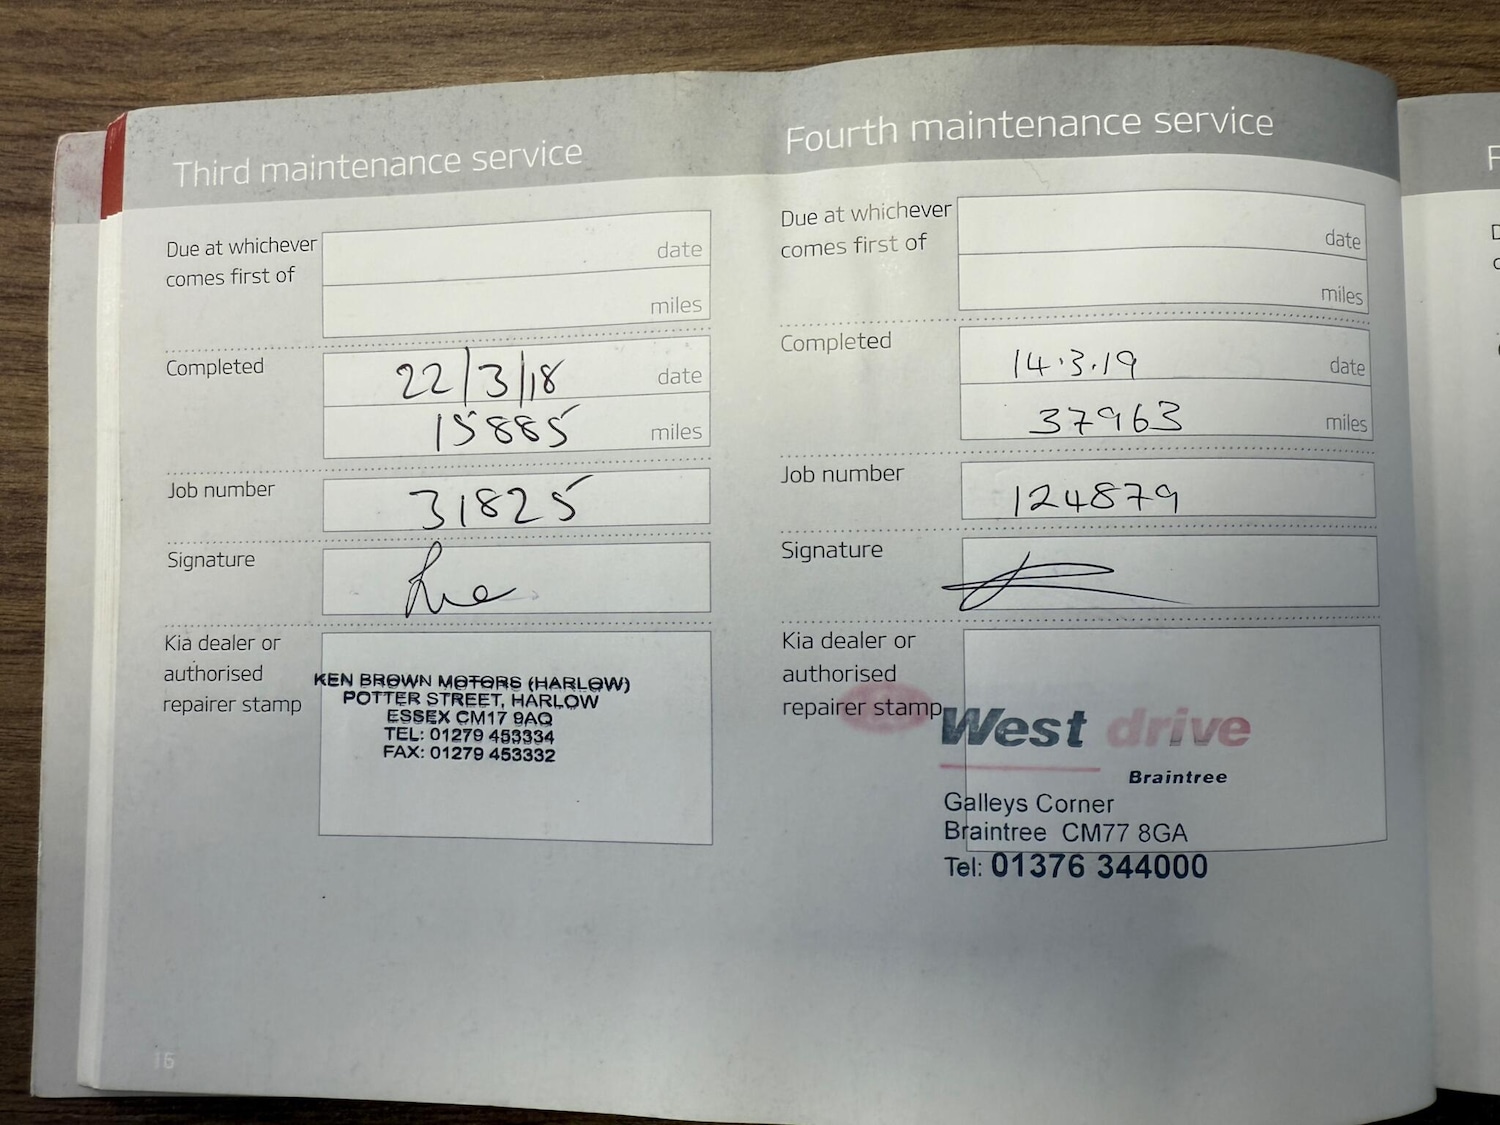 Third maintenance service
Due at whichever
comes first of
date
miles
Completed
22/3/18 date
15885 miles
Job number
31825
Signature
Kia dealer or
authorised
repairer stamp
KEN BROWN MOTORS (HARLOW)
POTTER STREET, HARLOW
ESSEX CM17 9AQ
TEL: 01279 453334
FAX: 01279 453332
16
Fourth maintenance service
Due at whichever
comes first of
date
miles
Completed
14.3.19 date
37963 miles
Job number
124879
Signature
Kia dealer or
authorised
repairer stamp
West drive
Braintree
Galleys Corner
Braintree CM77 8GA
Tel: 01376 344000